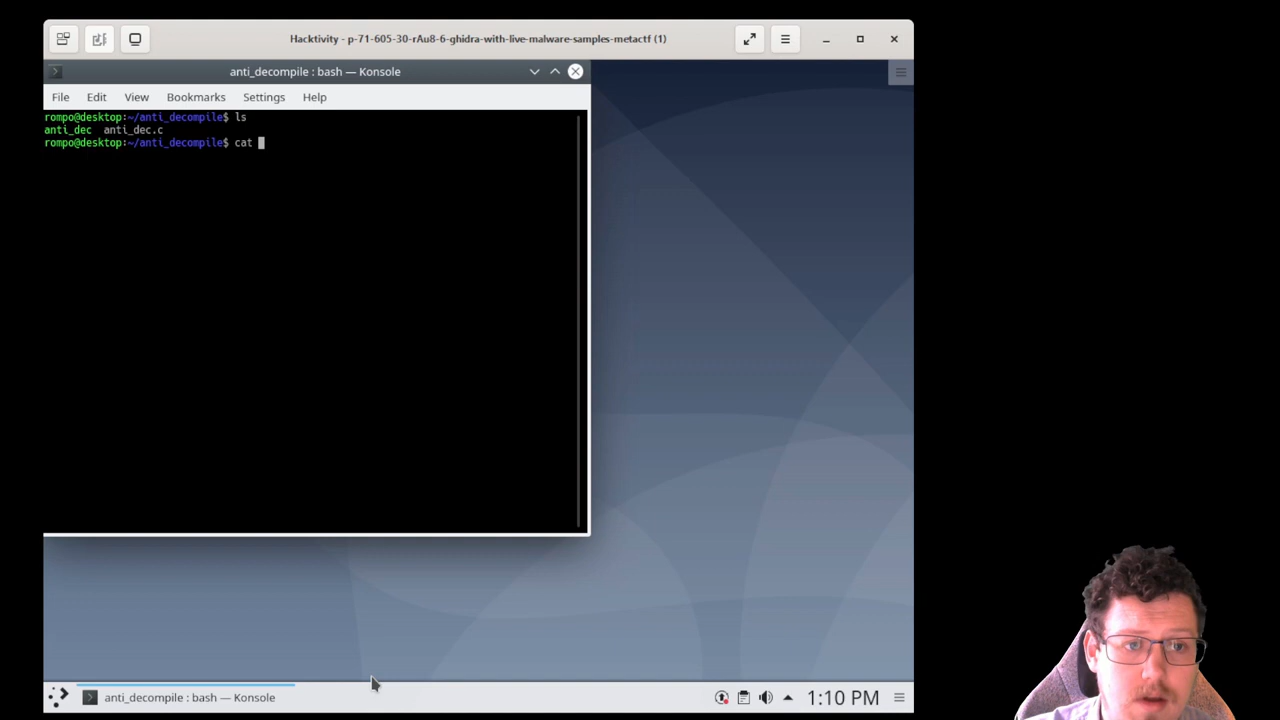 Hacktivity - p-71-605-30-rAu8-6-ghidra-with-live-malware-samples-metactf (1)
anti_decompile : bash — Konsole
File Edit View Bookmarks Settings Help
rompo@desktop:~/anti_decompile$ ls
anti_dec anti_dec.c
rompo@desktop:~/anti_decompile$ cat
anti_decompile : bash — Konsole
1:10 PM